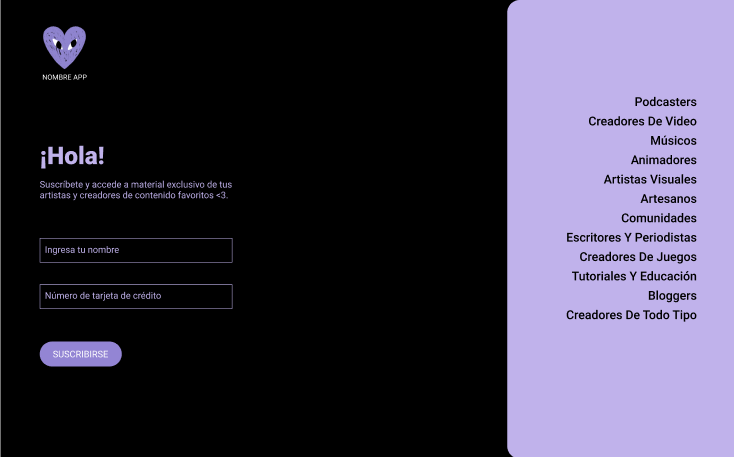 NOMBRE APP
¡Hola!
Suscríbete y accede a material exclusivo de tus
artistas y creadores de contenido favoritos <3.
Ingresa tu nombre
Número de tarjeta de crédito
SUSCRIBIRSE
Podcasters
Creadores De Video
Músicos
Animadores
Artistas Visuales
Artesanos
Comunidades
Escritores Y Periodistas
Creadores De Juegos
Tutoriales Y Educación
Bloggers
Creadores De Todo Tipo